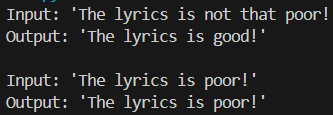 Input: 'The lyrics is not that poor!
Output: 'The lyrics is good!'
Input: 'The lyrics is poor!'
Output: 'The lyrics is poor!'